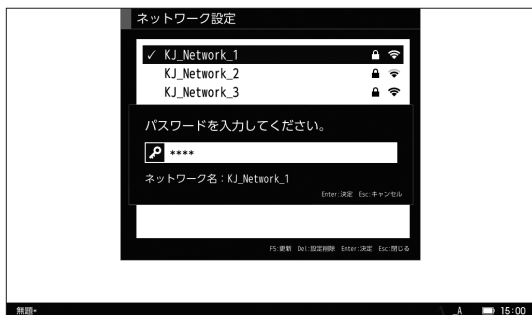 ネットワーク設定
✓ KJ_Network_1
KJ_Network_2
KJ_Network_3
パスワードを入力してください。
****
ネットワーク名：KJ_Network_1
Enter:決定 Esc:キャンセル
F5:更新 Del:設定削除 Enter:決定 Esc:閉じる
無題* _A 15:00